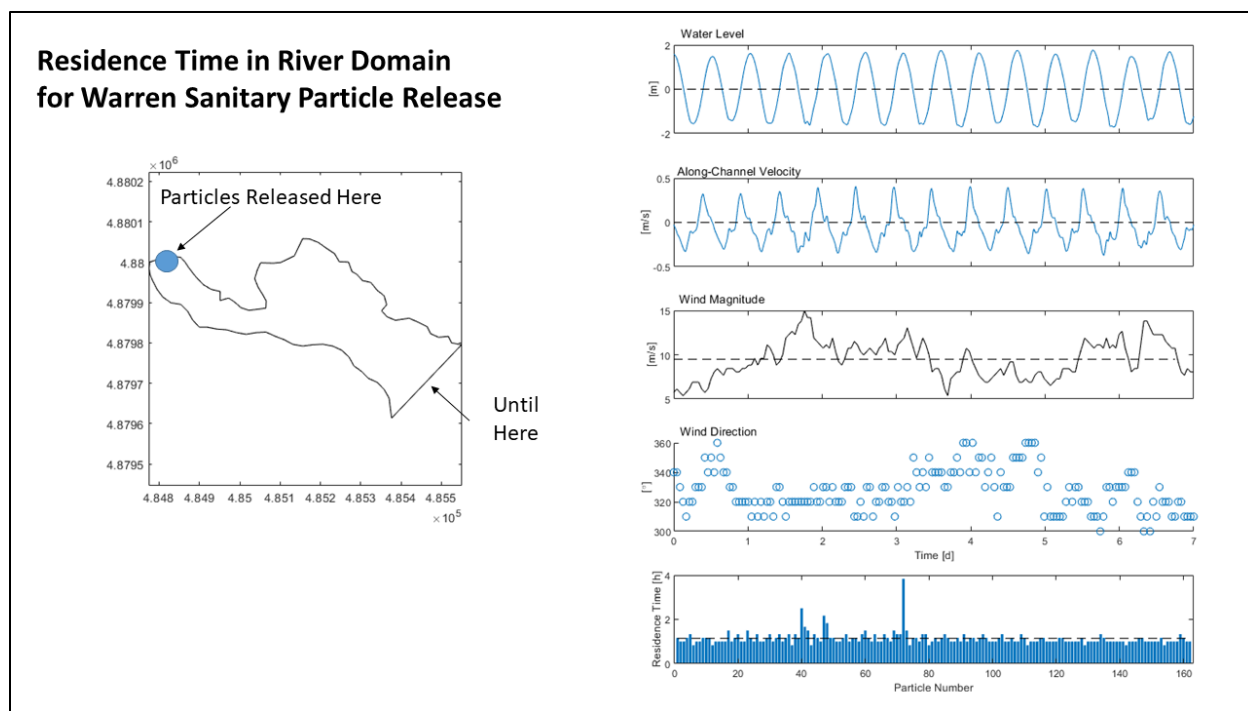 Residence Time in River Domain
for Warren Sanitary Particle Release
× 10⁶
4.8802
4.8801
4.88
4.8799
4.8798
4.8797
4.8796
4.8795
Particles Released Here
Until
Here
4.848 4.849 4.85 4.851 4.852 4.853 4.854 4.855
× 10⁵
Water Level
[m]
2
0
-2
Along-Channel Velocity
[m/s]
0.5
0
-0.5
Wind Magnitude
[m/s]
15
10
5
Wind Direction
[°]
360
340
320
300
0 1 2 3 4 5 6 7
Time [d]
Residence Time [h]
4
2
0
0 20 40 60 80 100 120 140 160
Particle Number